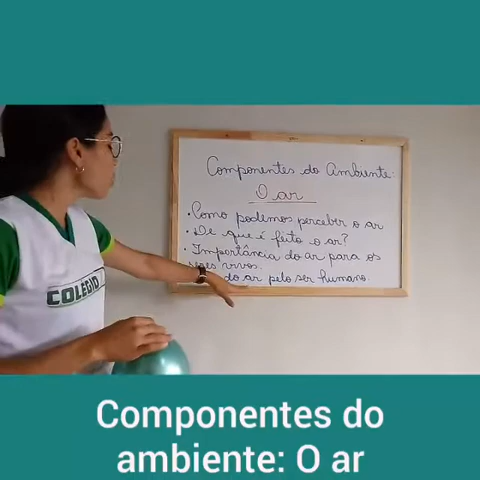 Componentes do Ambiente:
O ar
• Como podemos perceber o ar
• De que é feito o ar?
• Importância do ar para os
seres vivos.
do ar pelo ser humano.
COLÉGIO
Componentes do
ambiente: O ar